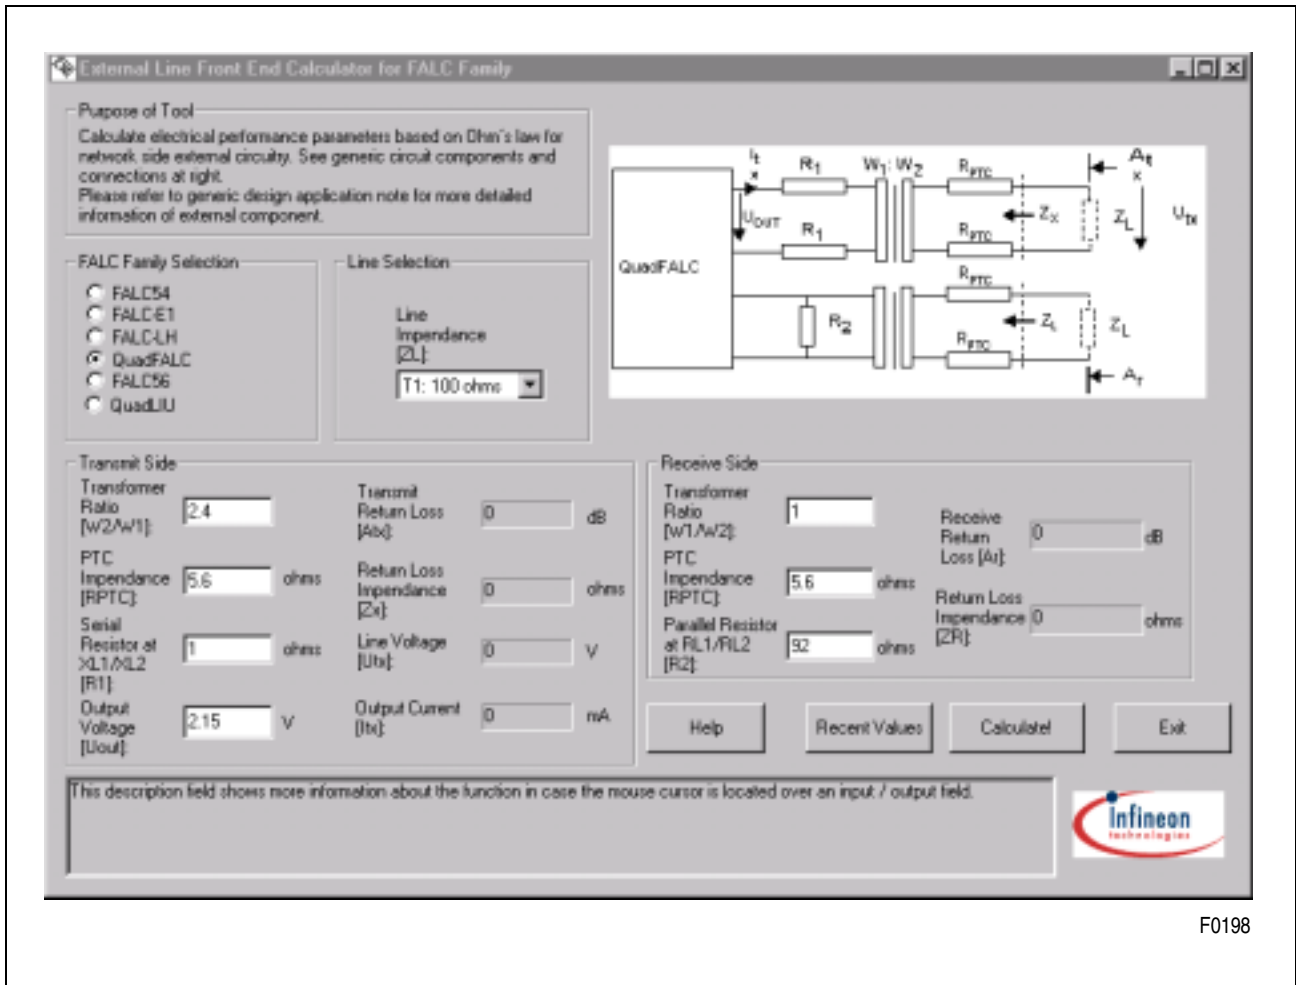 External Line Front End Calculator for FALC Family
Purpose of Tool
Calculate electrical performance parameters based on Ohm's law for
network side external circuity. See generic circuit components and
connections at right.
Please refer to generic design application note for more detailed
information of external component.
I t x
R1
W1 : W2
RPTC
A t x
UOUT
ZX
ZL
Utx
R1
RPTC
QuadFALC
RPTC
R2
ZL
ZL
RPTC
Ar
FALC Family Selection
FALC54
FALC-E1
FALC-LH
QuadFALC
FALC56
QuadLIU
Line Selection
Line
Impendance
[ZL]:
T1: 100 ohms
Transmit Side
Transformer
Ratio
[W2/W1]:
2.4
PTC
Impendance
[RPTC]:
5.6 ohms
Serial
Resistor at
XL1/XL2
[R1]:
1 ohms
Output
Voltage
[Uout]:
2.15 V
Transmit
Return Loss
[Atx]:
0 dB
Return Loss
Impendance
[Zx]:
0 ohms
Line Voltage
[Utx]:
0 V
Output Current
[Itx]:
0 mA
Receive Side
Transformer
Ratio
[W1/W2]:
1
PTC
Impendance
[RPTC]:
5.6 ohms
Parallel Resistor
at RL1/RL2
[R2]:
92 ohms
Receive
Return
Loss [Ar]:
0 dB
Return Loss
Impendance
[ZR]:
0 ohms
Help
Recent Values
Calculate!
Exit
This description field shows more information about the function in case the mouse cursor is located over an input / output field.
infineon
technologies
F0198